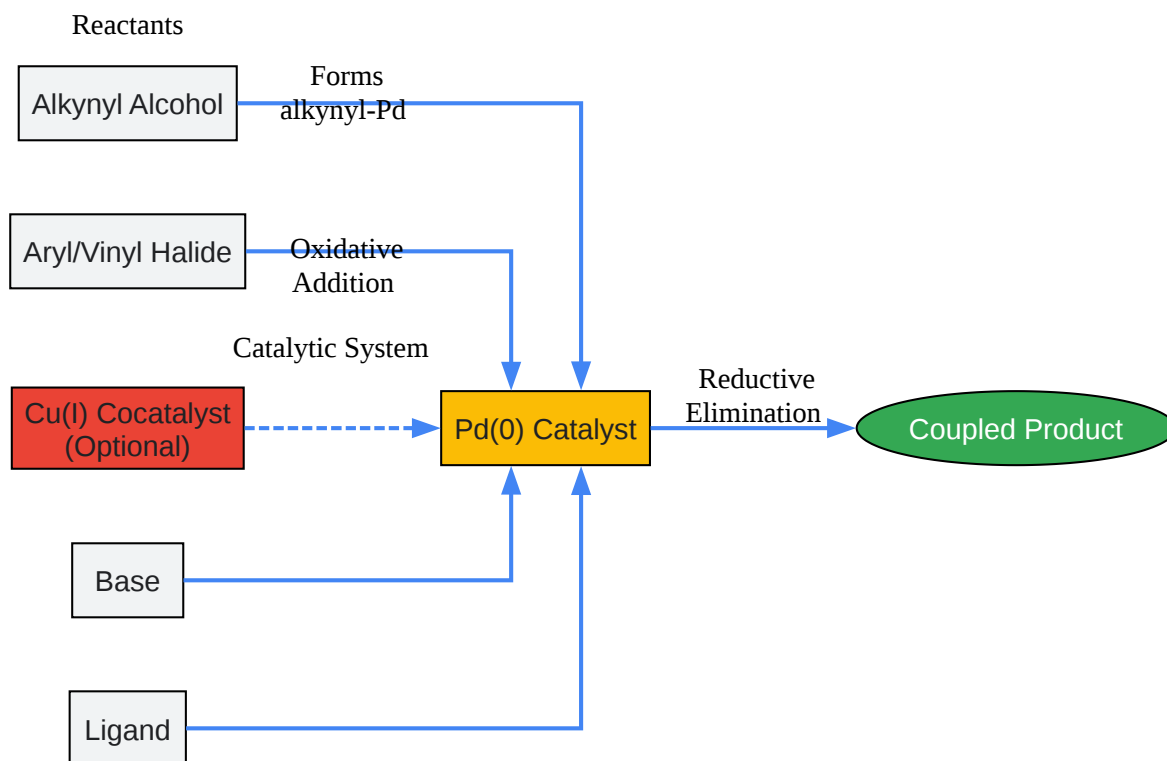 Reactants
Alkynyl Alcohol
Forms
alkynyl-Pd
Aryl/Vinyl Halide
Oxidative
Addition
Catalytic System
Cu(I) Cocatalyst
(Optional)
Pd(0) Catalyst
Reductive
Elimination
Coupled Product
Base
Ligand